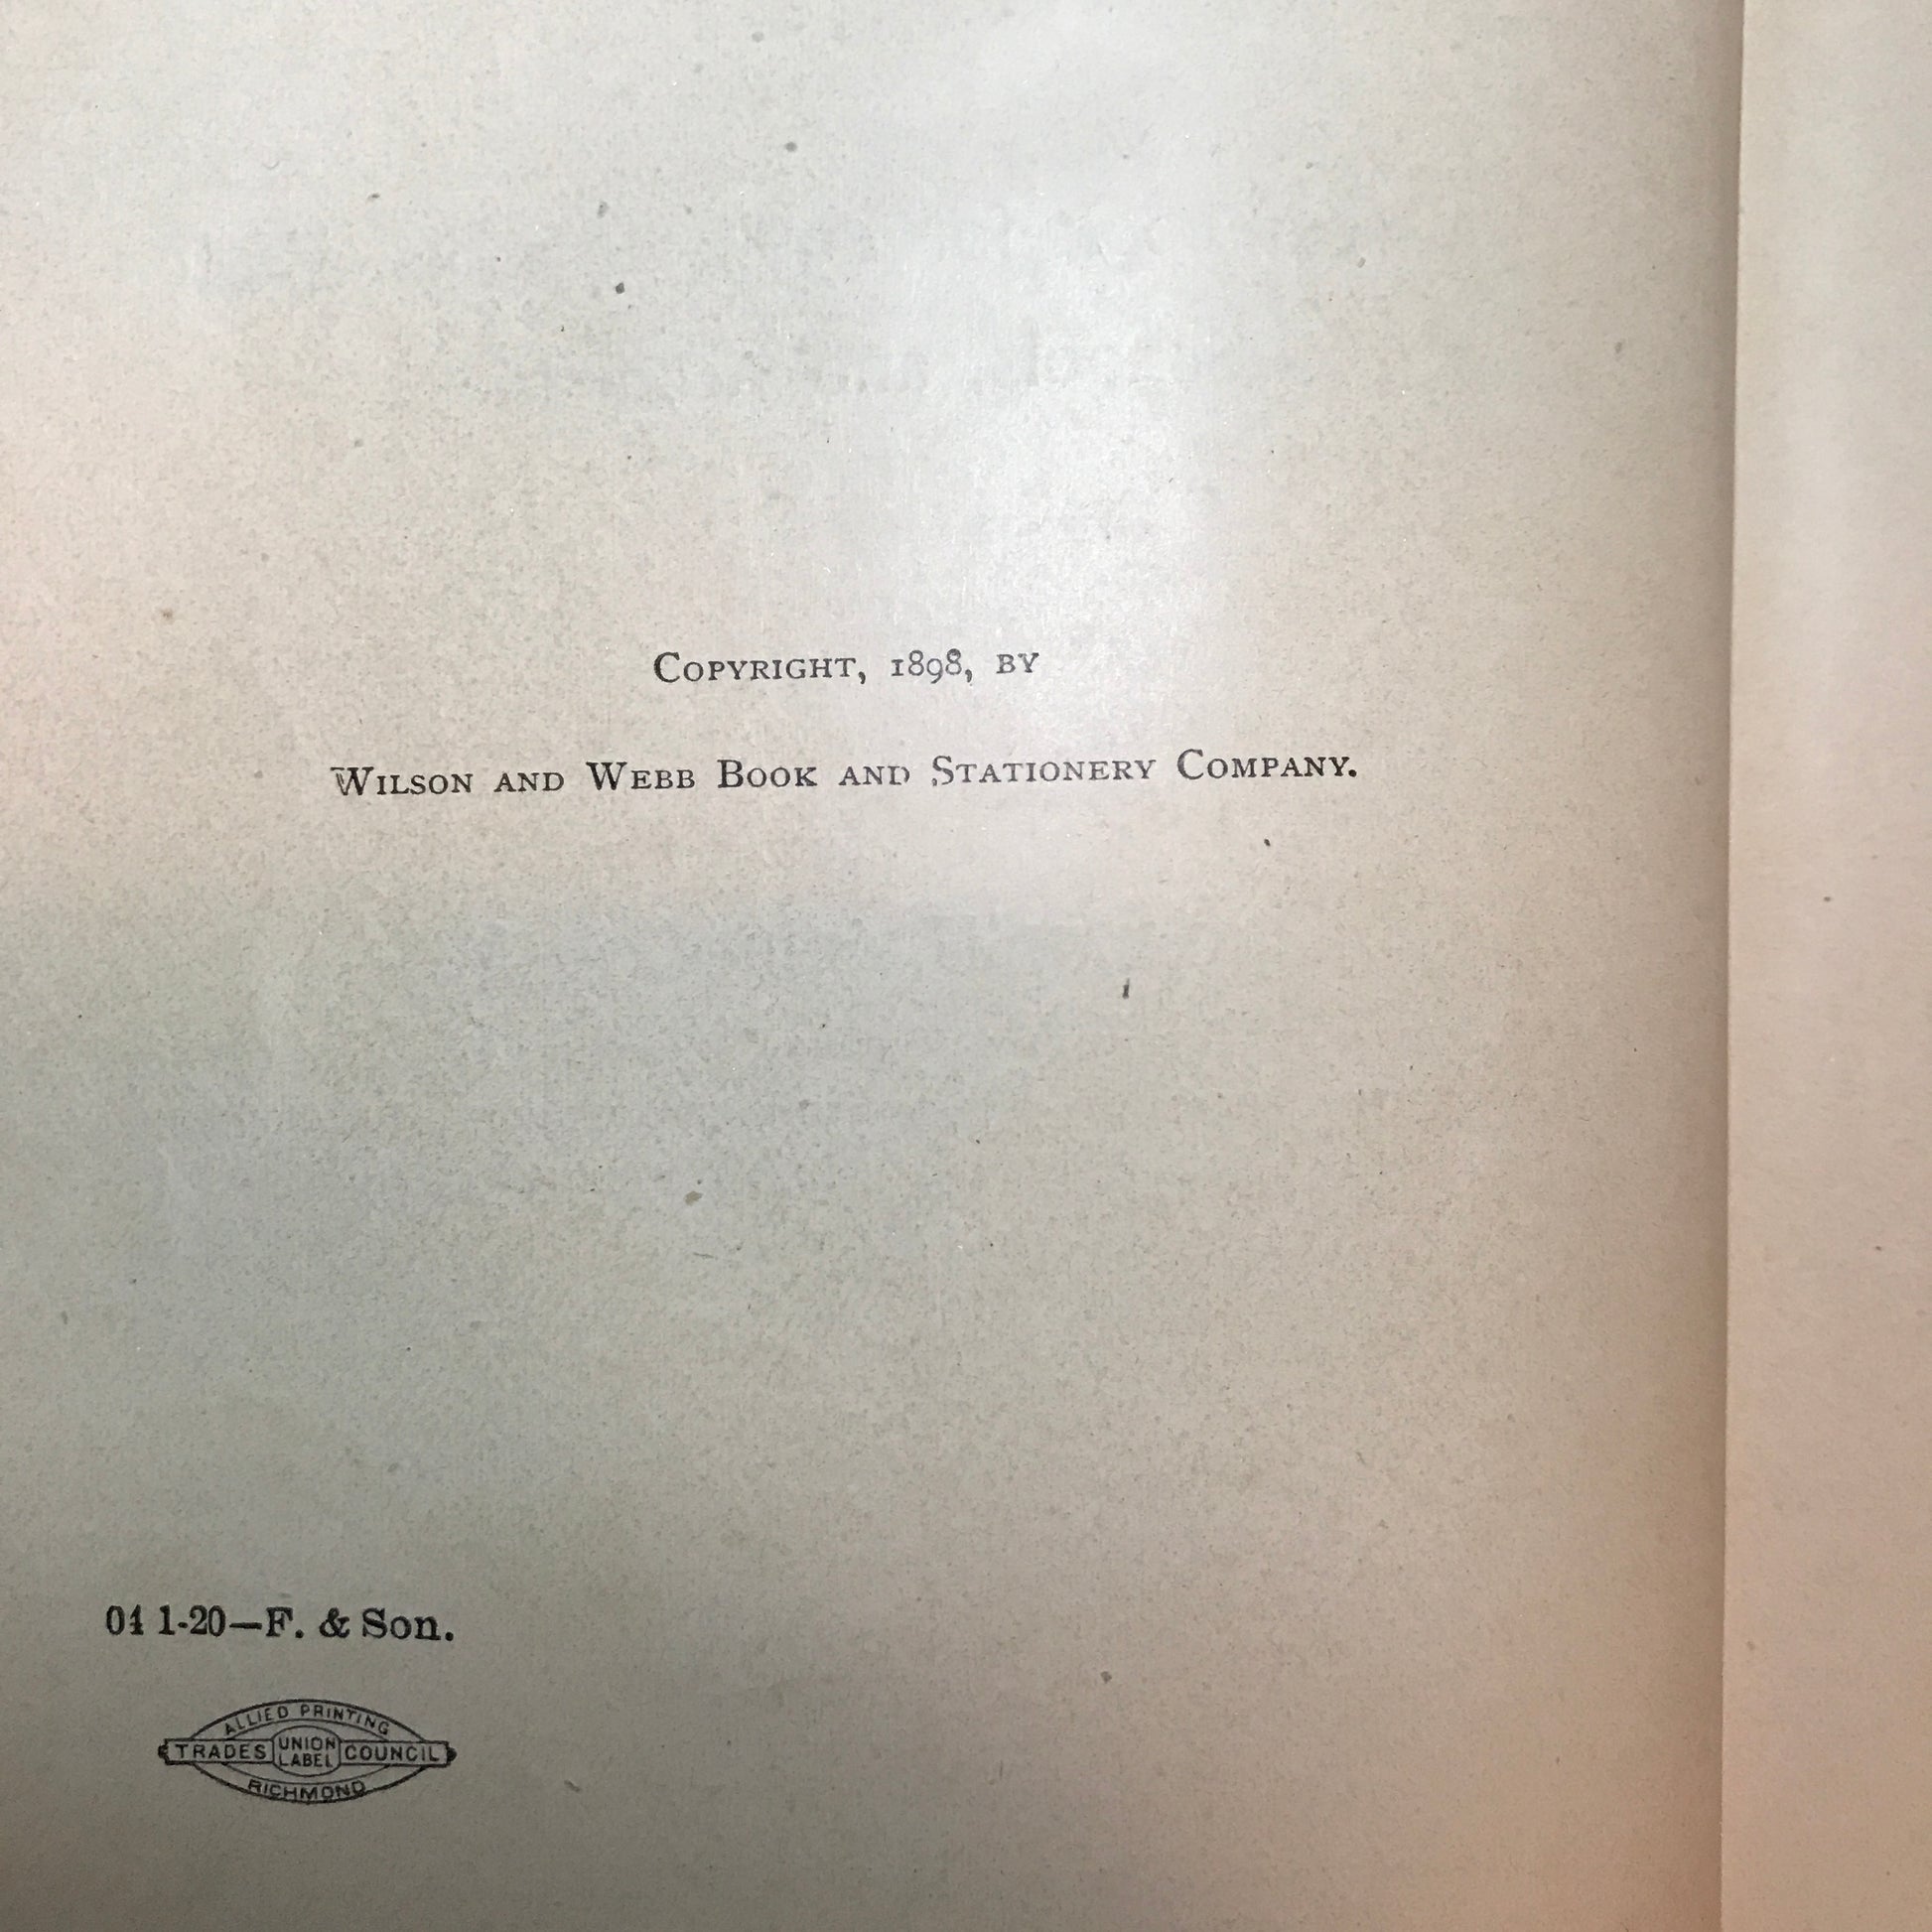 Copyright, 1898, by
Wilson and Webb Book and Stationery Company.
04 1-20—F. & Son.
ALLIED PRINTING
TRADES UNION LABEL COUNCIL
RICHMOND